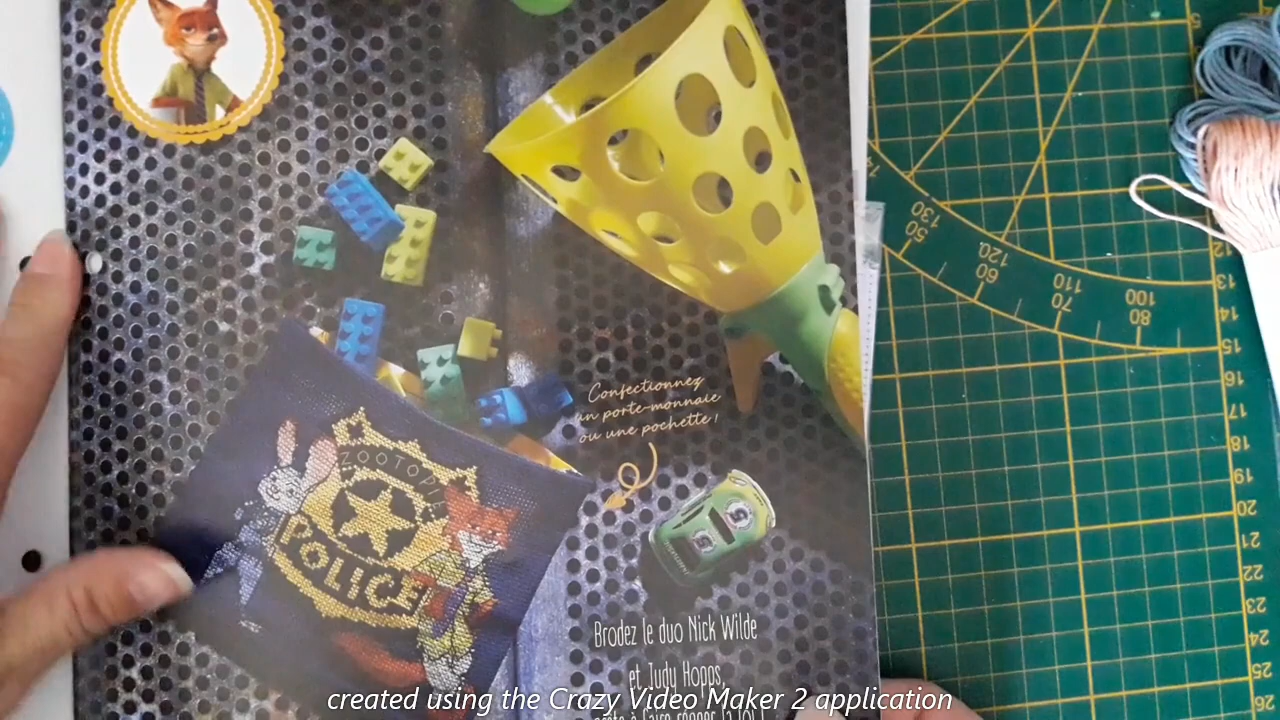 Confectionnez
un porte-monnaie
ou une pochette !
ZOOTOPIE
POLICE
Brodez le duo Nick Wilde
et Judy Hopps,
created using the Crazy Video Maker 2 application
130
50
120
60
110
70
100
80
12
13
14
15
16
17
18
19
20
21
22
23
24
25
26